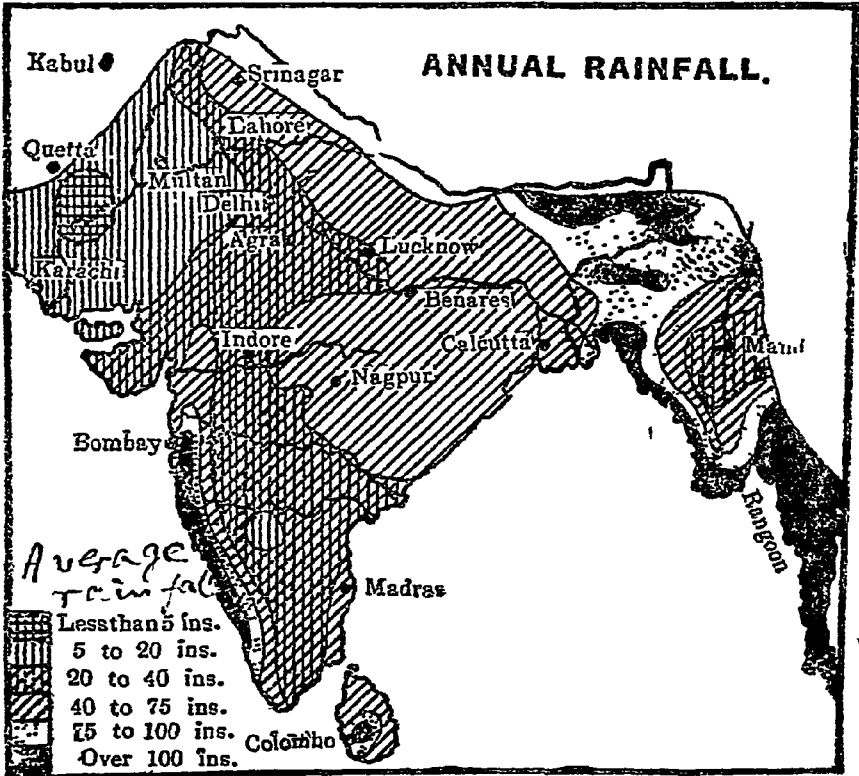 ANNUAL RAINFALL.
Kabul
Srinagar
Lahore
Quetta
Multan
Delhi
Agra
Lucknow
Karachi
Benares
Indore
Calcutta
Nagpur
Bombay
Rangoon
Madras
Average
rainfal
Less than 5 ins.
5 to 20 ins.
20 to 40 ins.
40 to 75 ins.
75 to 100 ins.
Over 100 ins.
Colombo